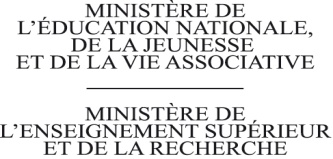 MINISTÈRE DE
L'ÉDUCATION NATIONALE,
DE LA JEUNESSE
ET DE LA VIE ASSOCIATIVE
MINISTÈRE DE
L'ENSEIGNEMENT SUPÉRIEUR
ET DE LA RECHERCHE